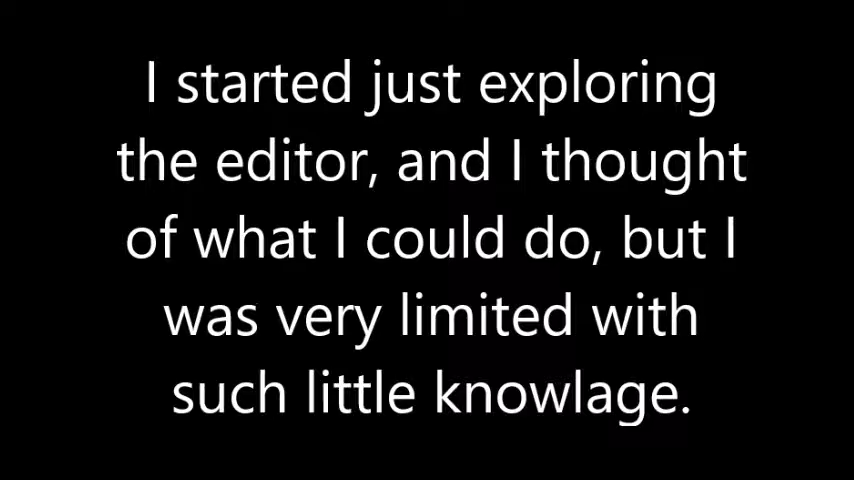 I started just exploring
the editor, and I thought
of what I could do, but I
was very limited with
such little knowlage.